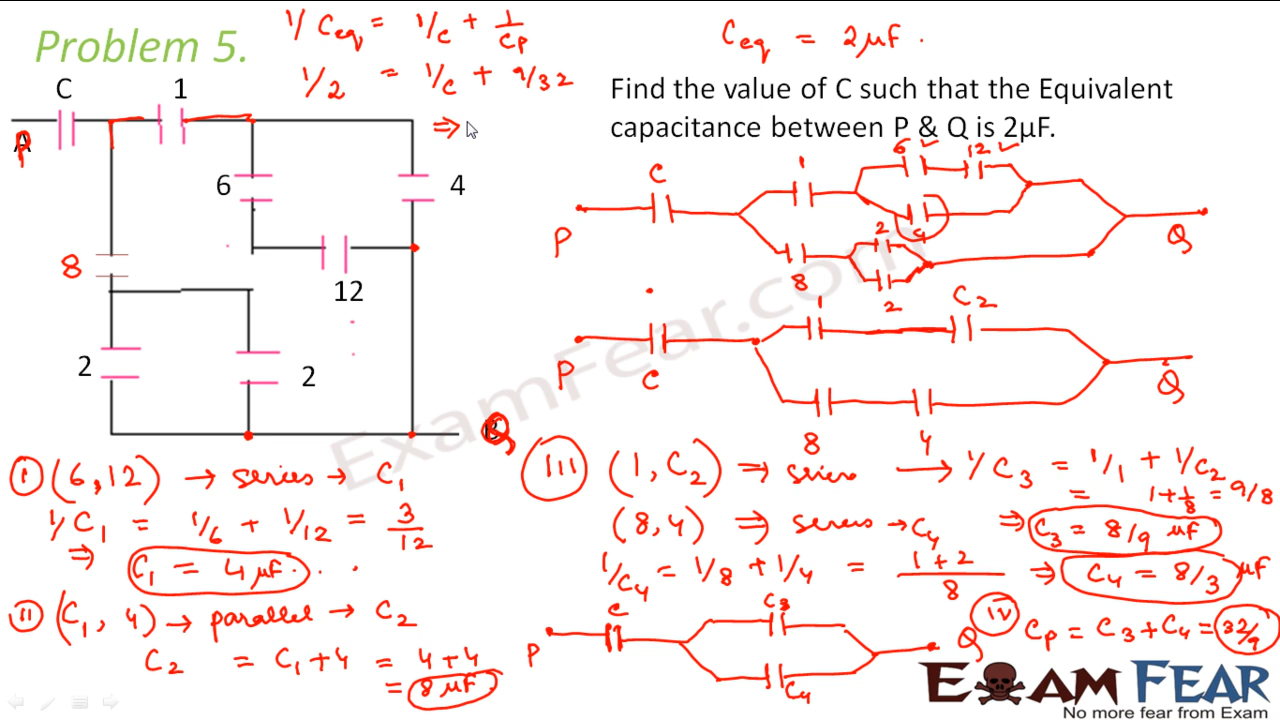 Problem 5.
1/Ceq = 1/C + 1/Cp
1/2 = 1/C + 9/32
⇒
Ceq = 2μF.
Find the value of C such that the Equivalent
capacitance between P & Q is 2μF.
C 1
P
6 4
8
12
2 2
Q
6 12
C 1
4
P Q
2
8
2
1 C2
P C Q
8 4
ExamFear.com
I (6,12) → series → C1
1/C1 = 1/6 + 1/12 = 3/12
⇒ C1 = 4μF.
II (C1, 4) → parallel → C2
C2 = C1+4 = 4+4
= 8μF
III (1, C2) ⇒ series → 1/C3 = 1/1 + 1/C2
= 1+1/8 = 9/8
(8,4) ⇒ series → C4 ⇒ C3 = 8/9 μF
1/C4 = 1/8 + 1/4 = 1+2/8 ⇒ C4 = 8/3 μF
C C3
P Q
C4
IV Cp = C3+C4 = 32/9
EXAM FEAR
No more fear from Exam